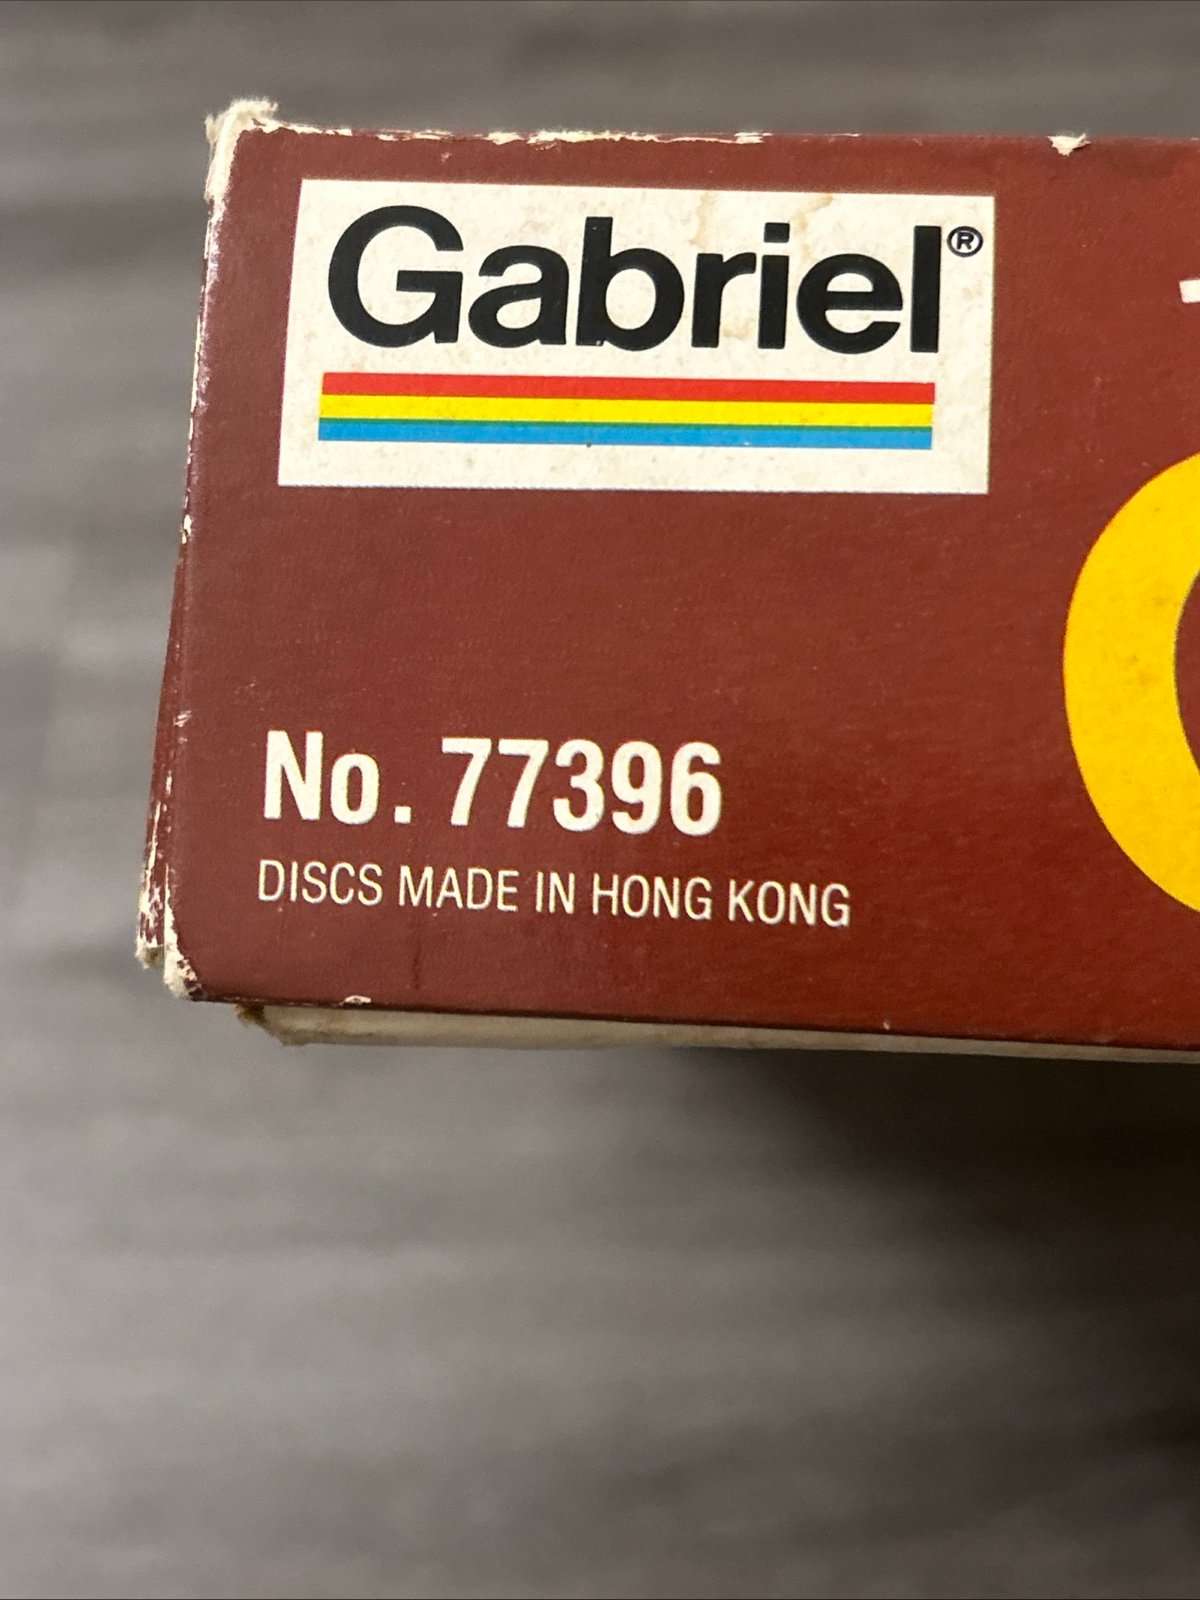 Gabriel®
No. 77396
DISCS MADE IN HONG KONG